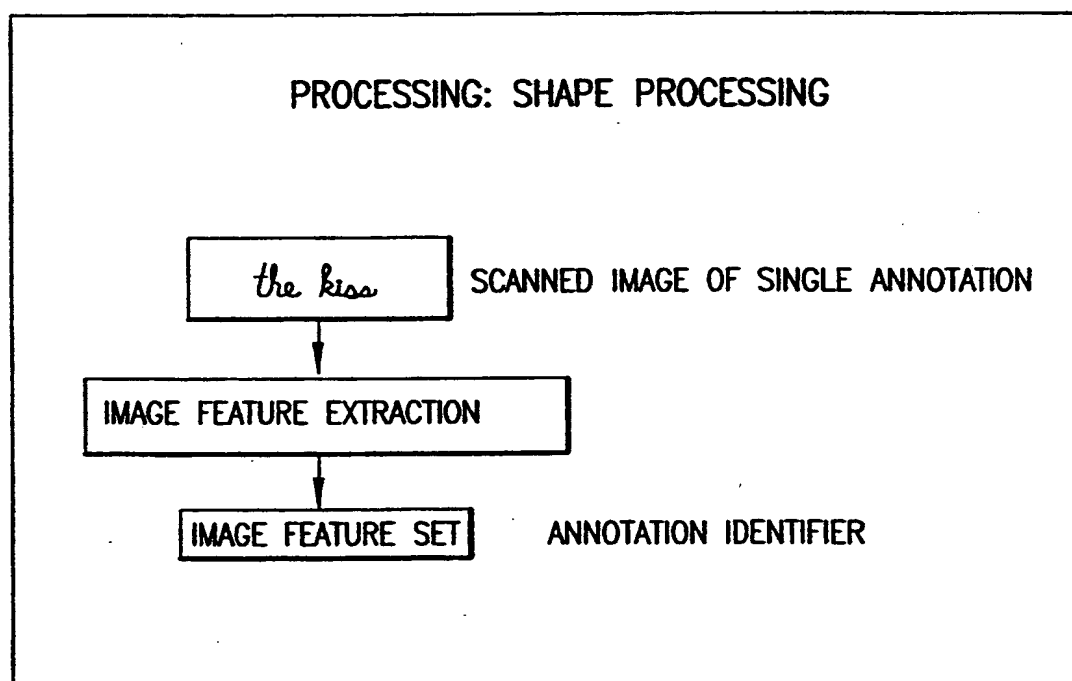 PROCESSING: SHAPE PROCESSING
the kiss SCANNED IMAGE OF SINGLE ANNOTATION
IMAGE FEATURE EXTRACTION
IMAGE FEATURE SET ANNOTATION IDENTIFIER